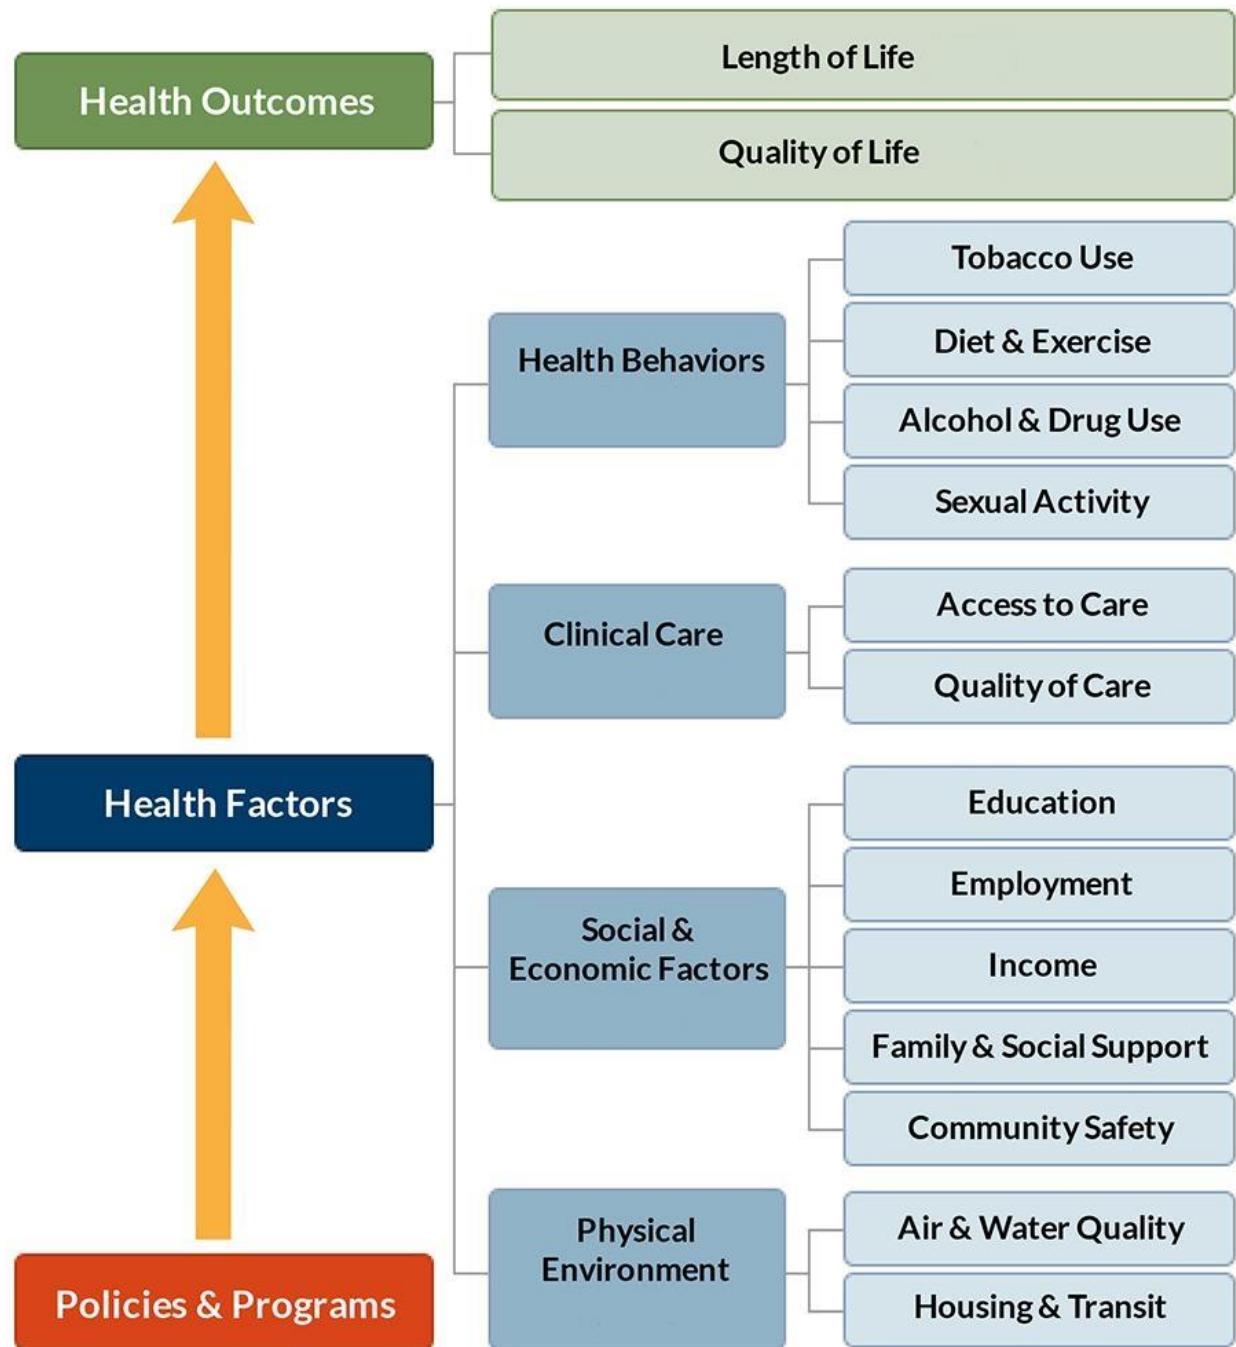 Health Outcomes
Length of Life
Quality of Life
Health Factors
Health Behaviors
Tobacco Use
Diet & Exercise
Alcohol & Drug Use
Sexual Activity
Clinical Care
Access to Care
Quality of Care
Social &
Economic Factors
Education
Employment
Income
Family & Social Support
Community Safety
Physical
Environment
Air & Water Quality
Housing & Transit
Policies & Programs